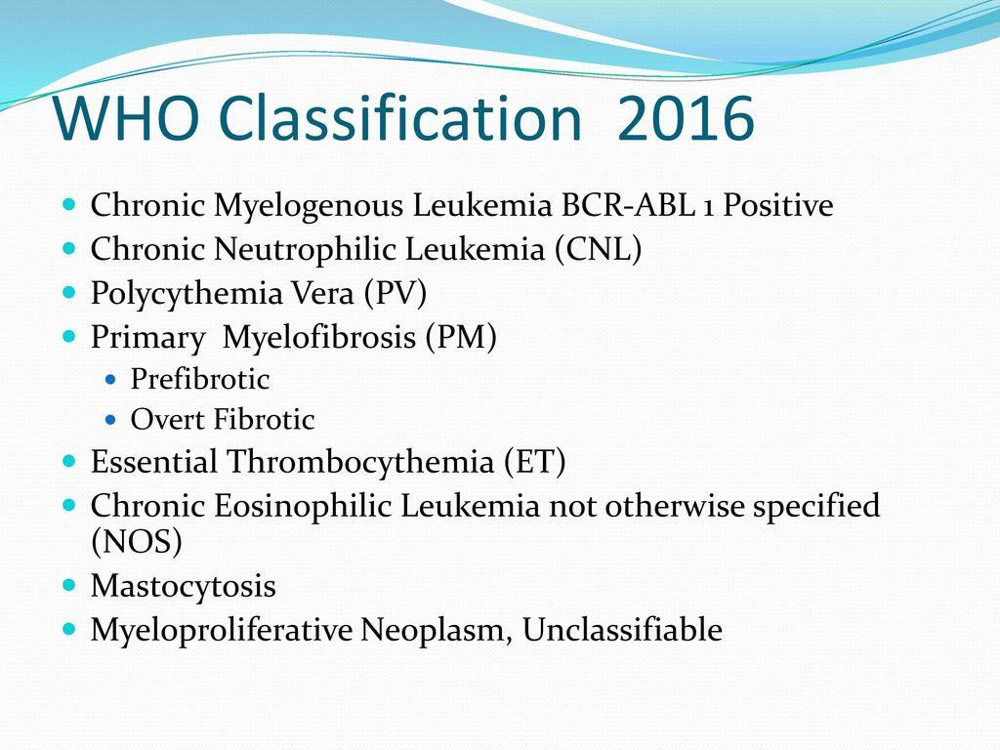 WHO Classification 2016
Chronic Myelogenous Leukemia BCR-ABL 1 Positive
Chronic Neutrophilic Leukemia (CNL)
Polycythemia Vera (PV)
Primary Myelofibrosis (PM)
Prefibrotic
Overt Fibrotic
Essential Thrombocythemia (ET)
Chronic Eosinophilic Leukemia not otherwise specified
(NOS)
Mastocytosis
Myeloproliferative Neoplasm, Unclassifiable